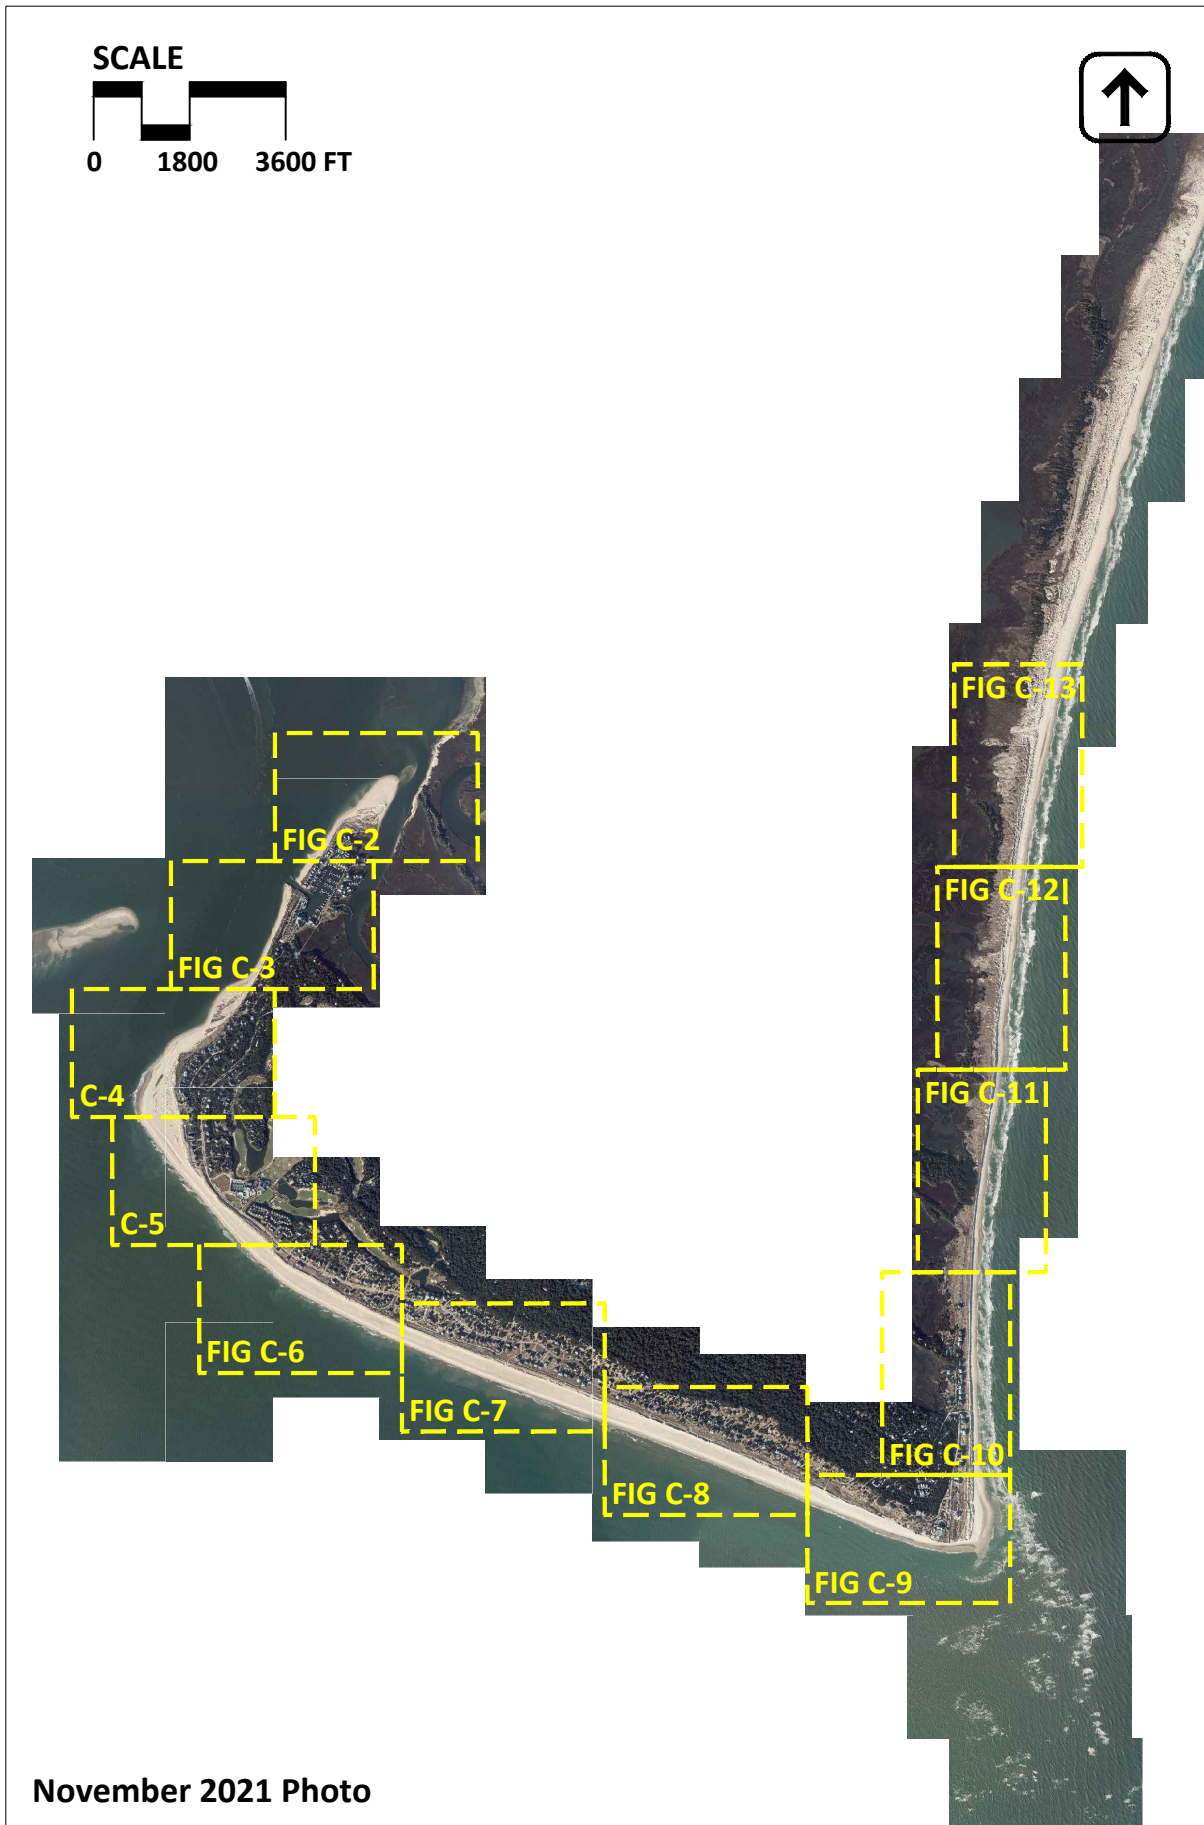 SCALE
0 1800 3600 FT
FIG C-13
FIG C-2
FIG C-12
FIG C-3
FIG C-11
C-4
C-5
FIG C-6
FIG C-7
FIG C-10
FIG C-8
FIG C-9
November 2021 Photo